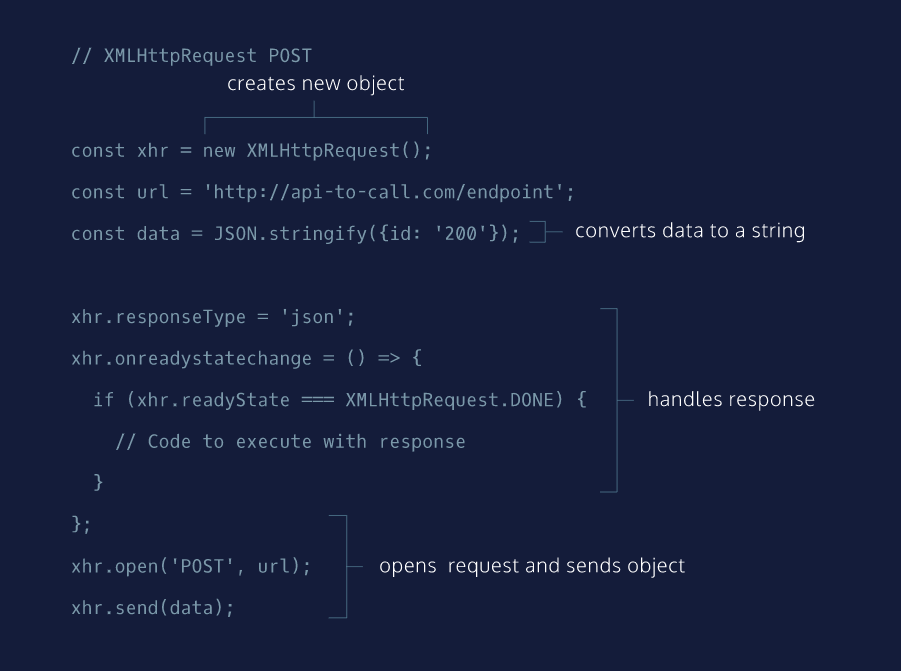 // XMLHttpRequest POST
creates new object
const xhr = new XMLHttpRequest();
const url = 'http://api-to-call.com/endpoint';
const data = JSON.stringify({id: '200'});
converts data to a string
xhr.responseType = 'json';
xhr.onreadystatechange = () => {
if (xhr.readyState === XMLHttpRequest.DONE) {
handles response
// Code to execute with response
}
};
xhr.open('POST', url);
opens request and sends object
xhr.send(data);